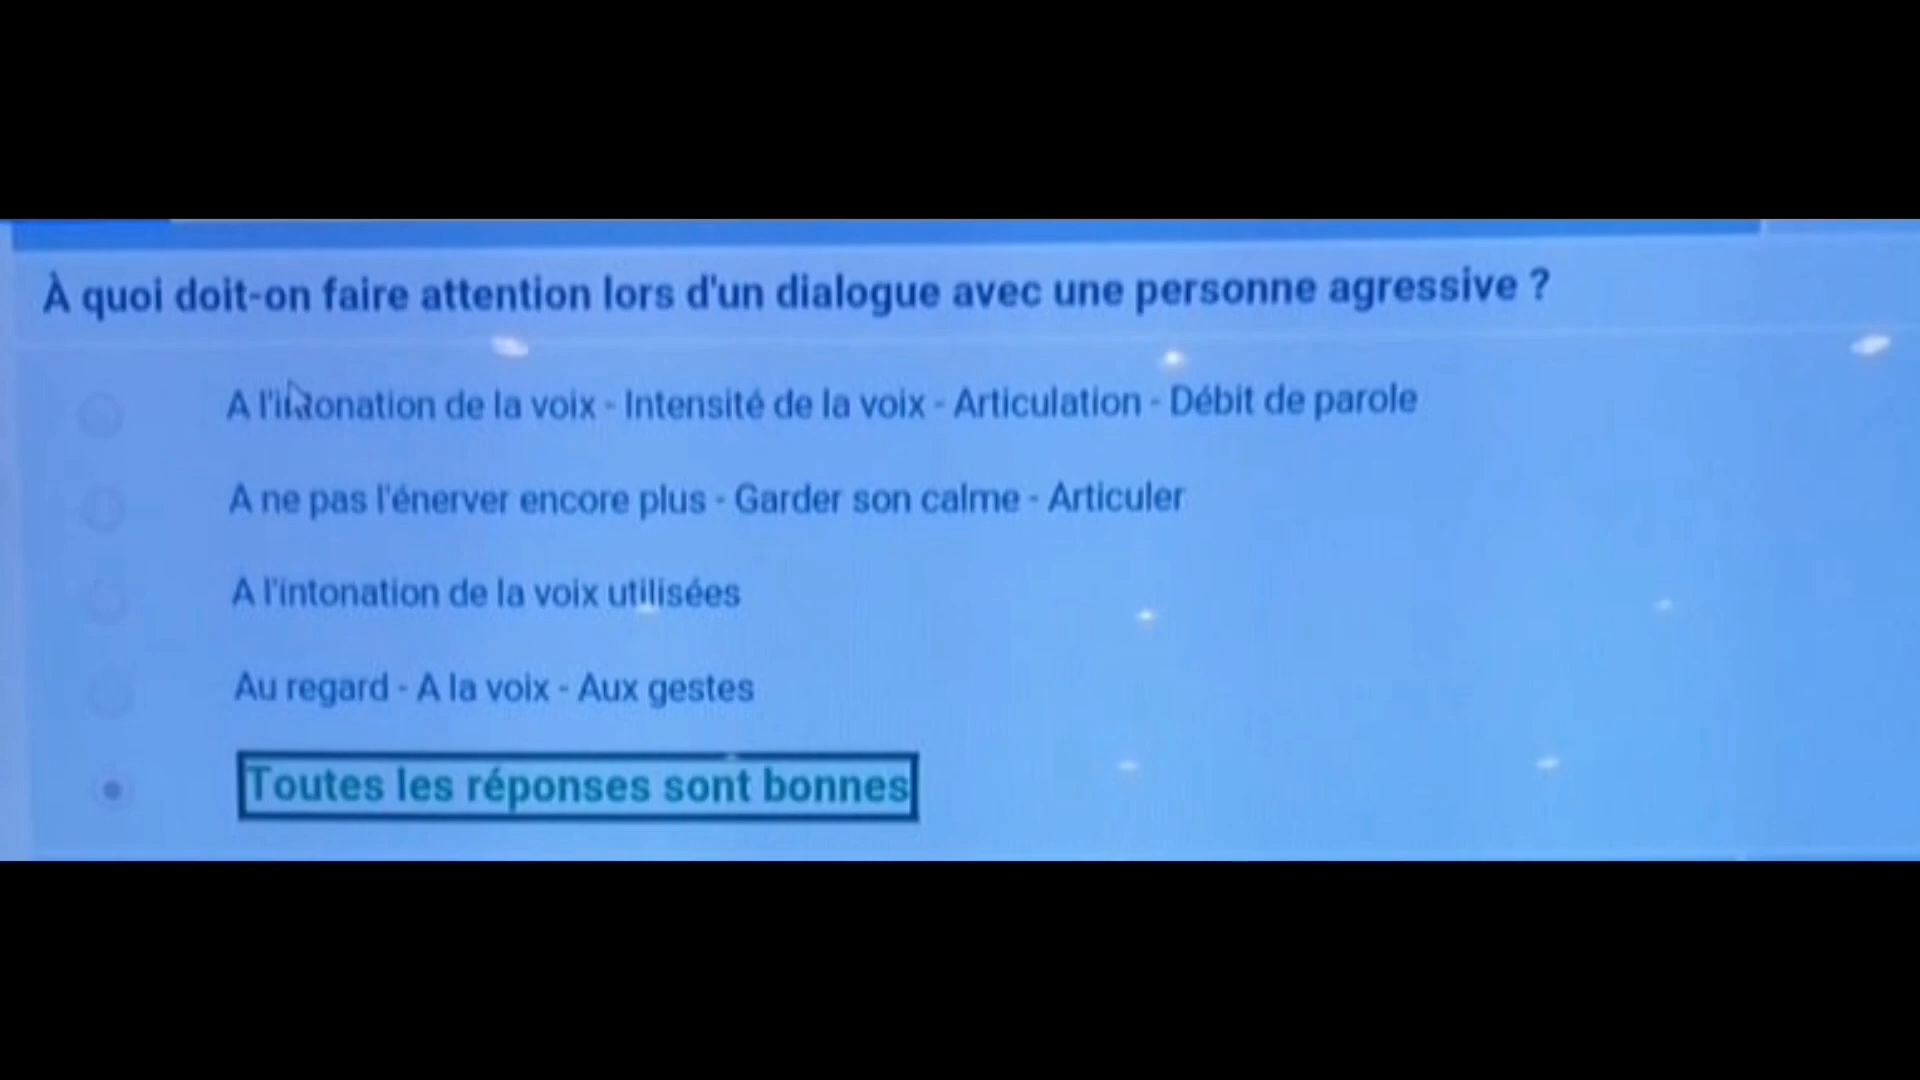 À quoi doit-on faire attention lors d'un dialogue avec une personne agressive ?
A l'intonation de la voix - Intensité de la voix - Articulation - Débit de parole
A ne pas l'énerver encore plus - Garder son calme - Articuler
A l'intonation de la voix utilisées
Au regard - A la voix - Aux gestes
Toutes les réponses sont bonnes